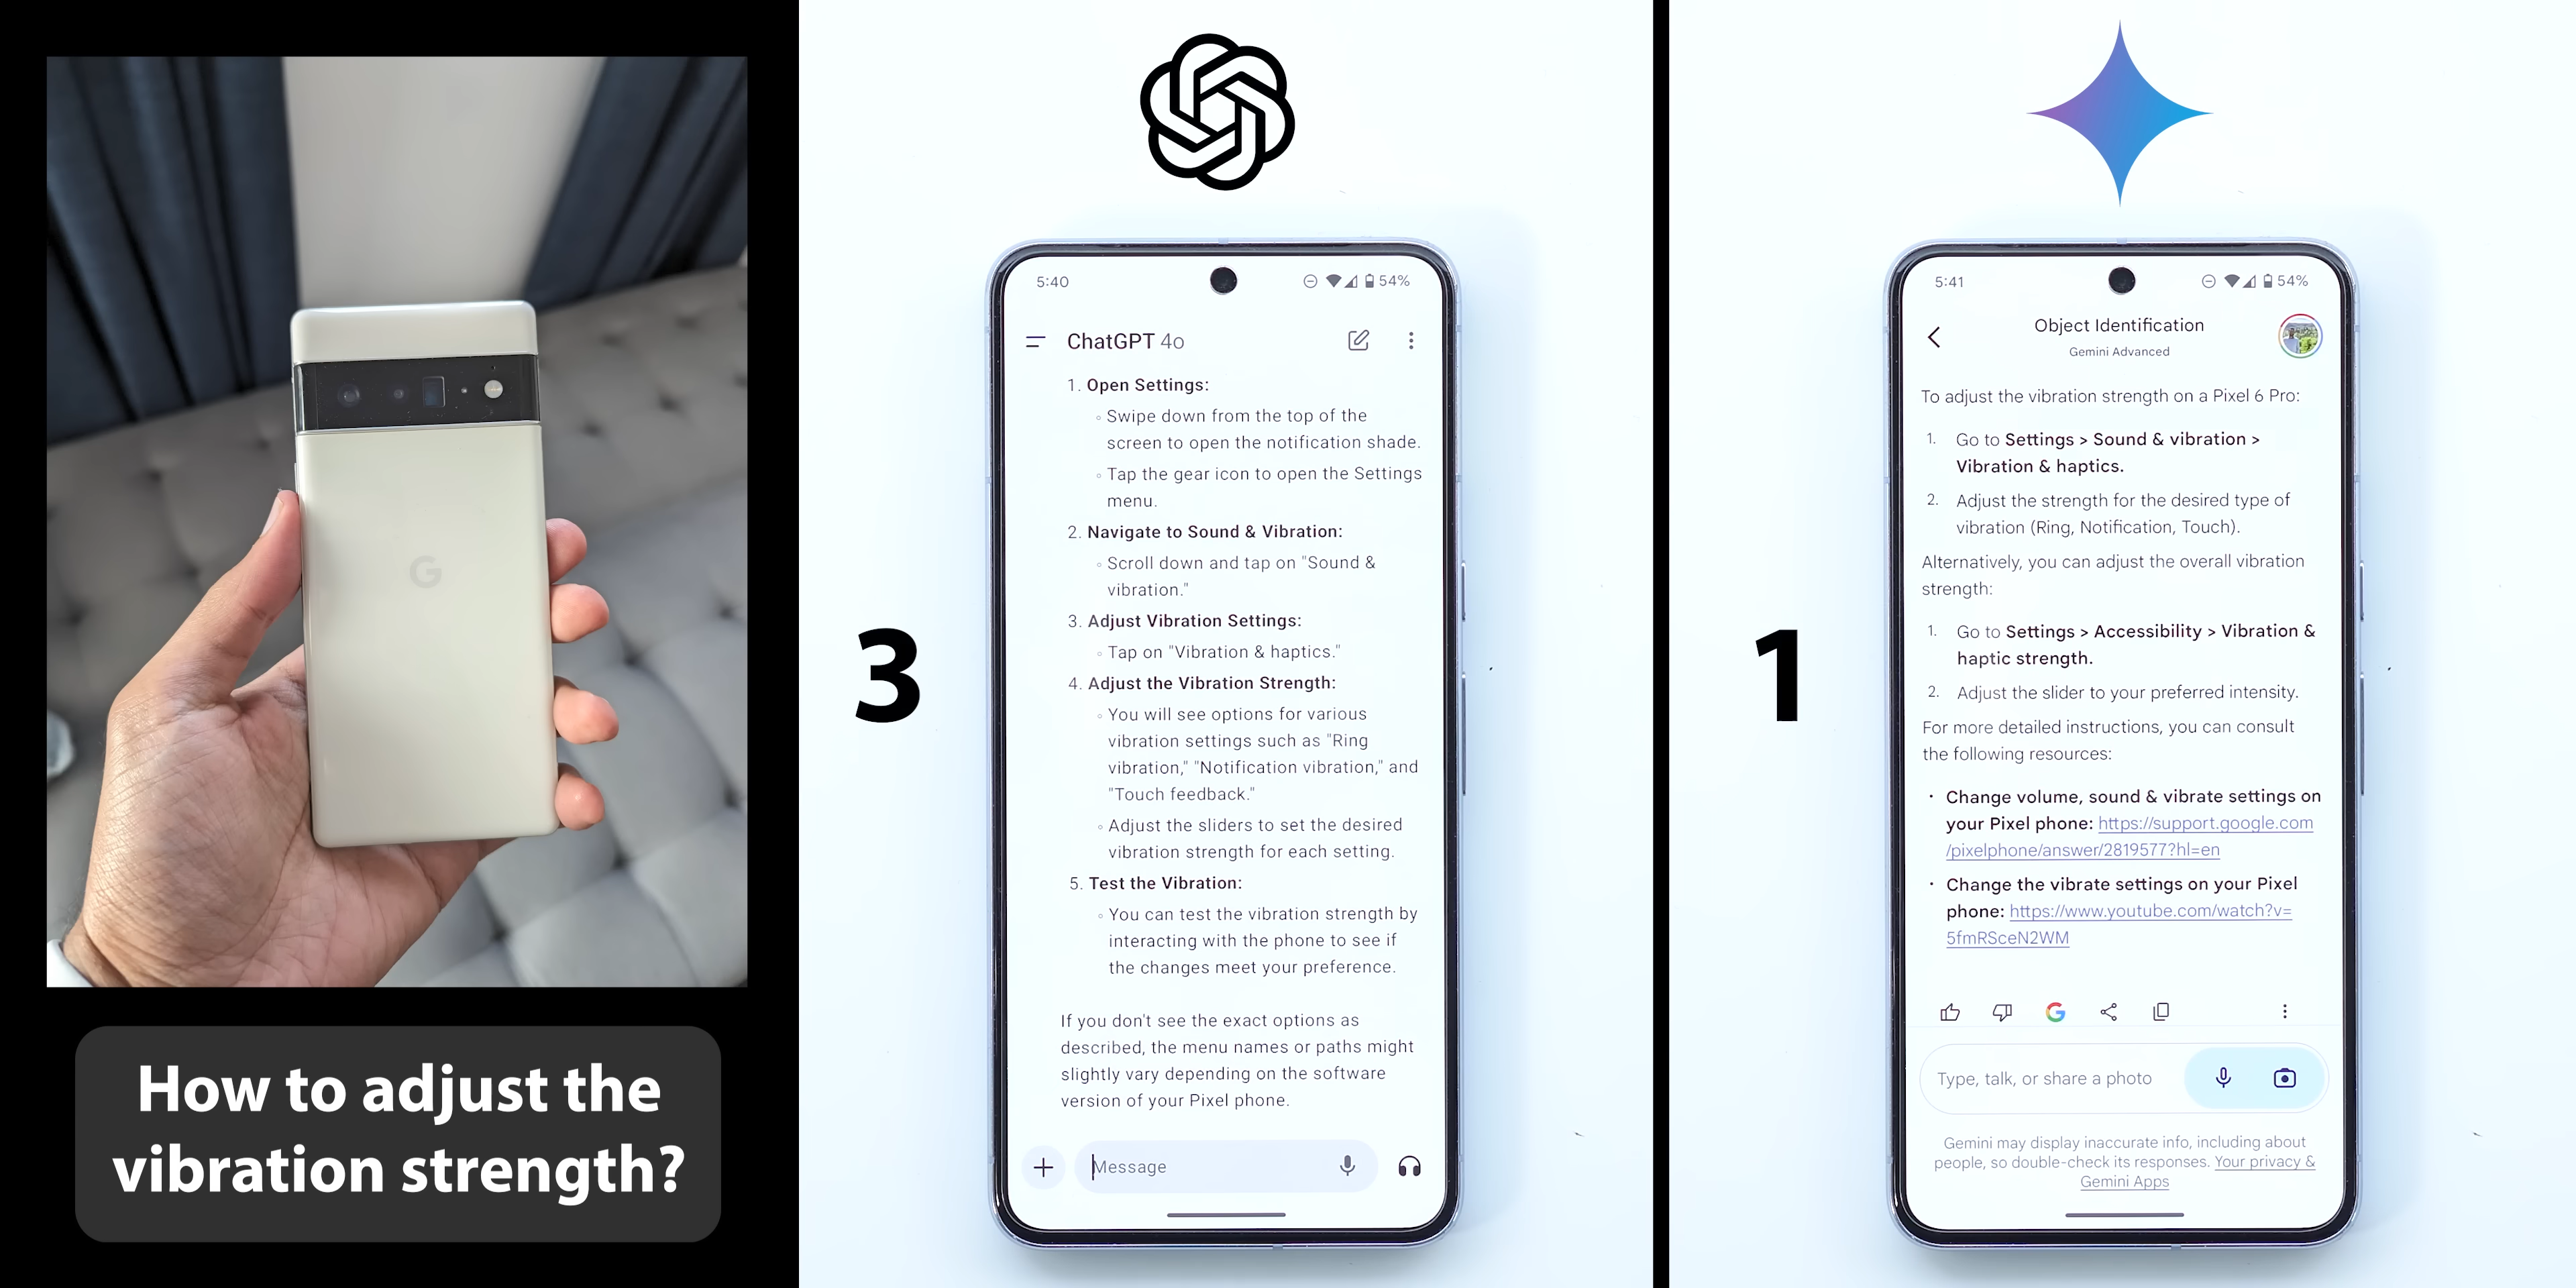 G
How to adjust the
vibration strength?
3
5:40
54%
ChatGPT 4o
1. Open Settings:
◦ Swipe down from the top of the
screen to open the notification shade.
◦ Tap the gear icon to open the Settings
menu.
2. Navigate to Sound & Vibration:
◦ Scroll down and tap on "Sound &
vibration."
3. Adjust Vibration Settings:
◦ Tap on "Vibration & haptics."
4. Adjust the Vibration Strength:
◦ You will see options for various
vibration settings such as "Ring
vibration," "Notification vibration," and
"Touch feedback."
◦ Adjust the sliders to set the desired
vibration strength for each setting.
5. Test the Vibration:
◦ You can test the vibration strength by
interacting with the phone to see if
the changes meet your preference.
If you don't see the exact options as
described, the menu names or paths might
slightly vary depending on the software
version of your Pixel phone.
Message
1
5:41
54%
Object Identification
Gemini Advanced
To adjust the vibration strength on a Pixel 6 Pro:
1. Go to Settings > Sound & vibration >
Vibration & haptics.
2. Adjust the strength for the desired type of
vibration (Ring, Notification, Touch).
Alternatively, you can adjust the overall vibration
strength:
1. Go to Settings > Accessibility > Vibration &
haptic strength.
2. Adjust the slider to your preferred intensity.
For more detailed instructions, you can consult
the following resources:
• Change volume, sound & vibrate settings on
your Pixel phone: https://support.google.com
/pixelphone/answer/2819577?hl=en
• Change the vibrate settings on your Pixel
phone: https://www.youtube.com/watch?v=
5fmRSceN2WM
G
Type, talk, or share a photo
Gemini may display inaccurate info, including about
people, so double-check its responses. Your privacy &
Gemini Apps